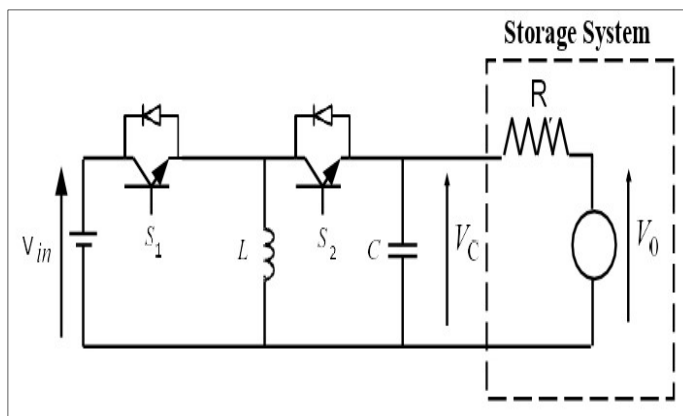 Storage System
R
V_in
S_1
L
S_2
C
V_C
V_0